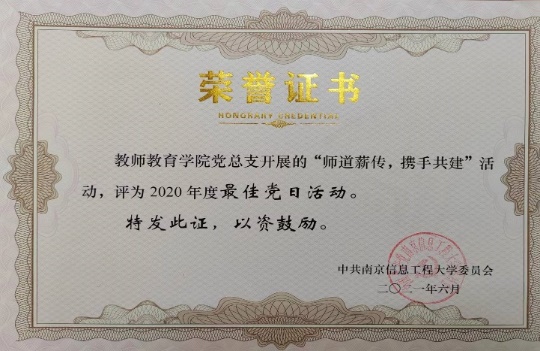 荣誉证书
HONORARY CREDENTIAL
教师教育学院党总支开展的“师道薪传，携手共建”活
动，评为2020年度最佳党日活动。
特发此证，以资鼓励。
中共南京信息工程大学委员会
二〇二一年六月